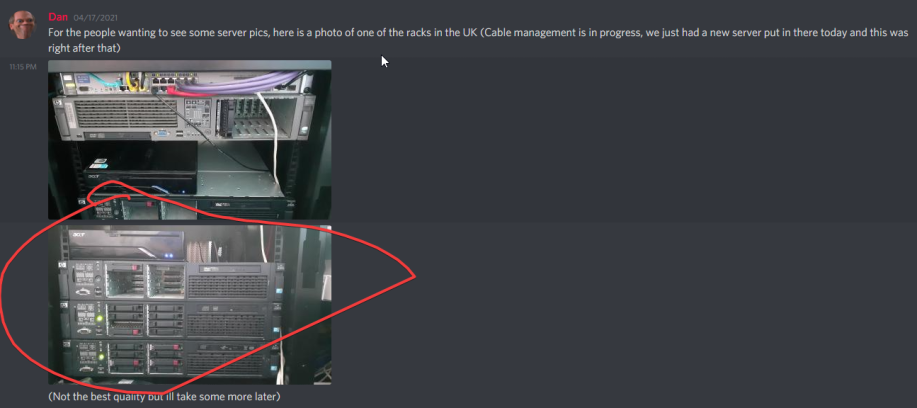 Dan 04/17/2021
For the people wanting to see some server pics, here is a photo of one of the racks in the UK (Cable management is in progress, we just had a new server put in there today and this was
right after that)
11:15 PM
acer
acer
(Not the best quality but ill take some more later)